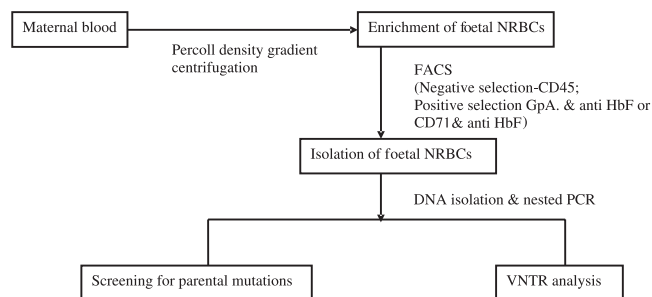 Maternal blood
Enrichment of foetal NRBCs
Percoll density gradient
centrifugation
FACS
(Negative selection-CD45;
Positive selection GpA. & anti HbF or
CD71& anti HbF)
Isolation of foetal NRBCs
DNA isolation & nested PCR
Screening for parental mutations
VNTR analysis